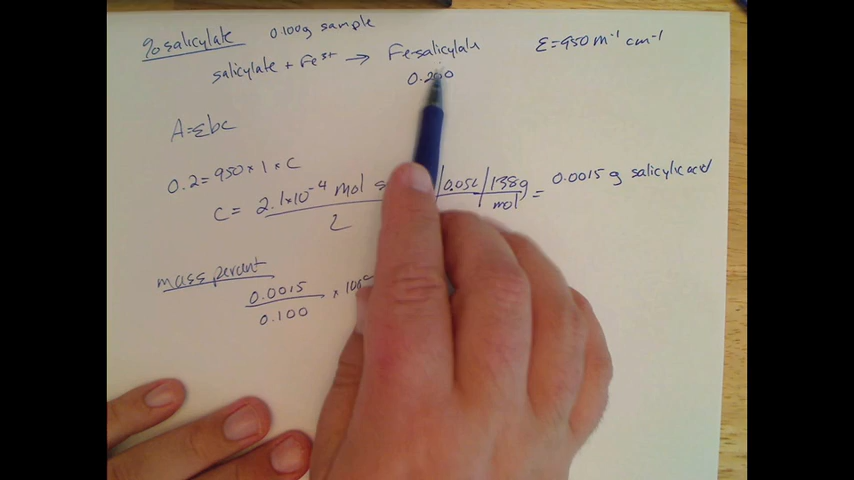 % salicylate 0.100g sample
salicylate + Fe³⁺ → Fe-salicylate ε=950 m⁻¹ cm⁻¹
0.200
A=εbc
0.2=950×1×C
C= 2.1×10⁻⁴ mol / L | 0.05L | 138g / mol = 0.0015 g salicylic acid
mass percent
0.0015 / 0.100 ×